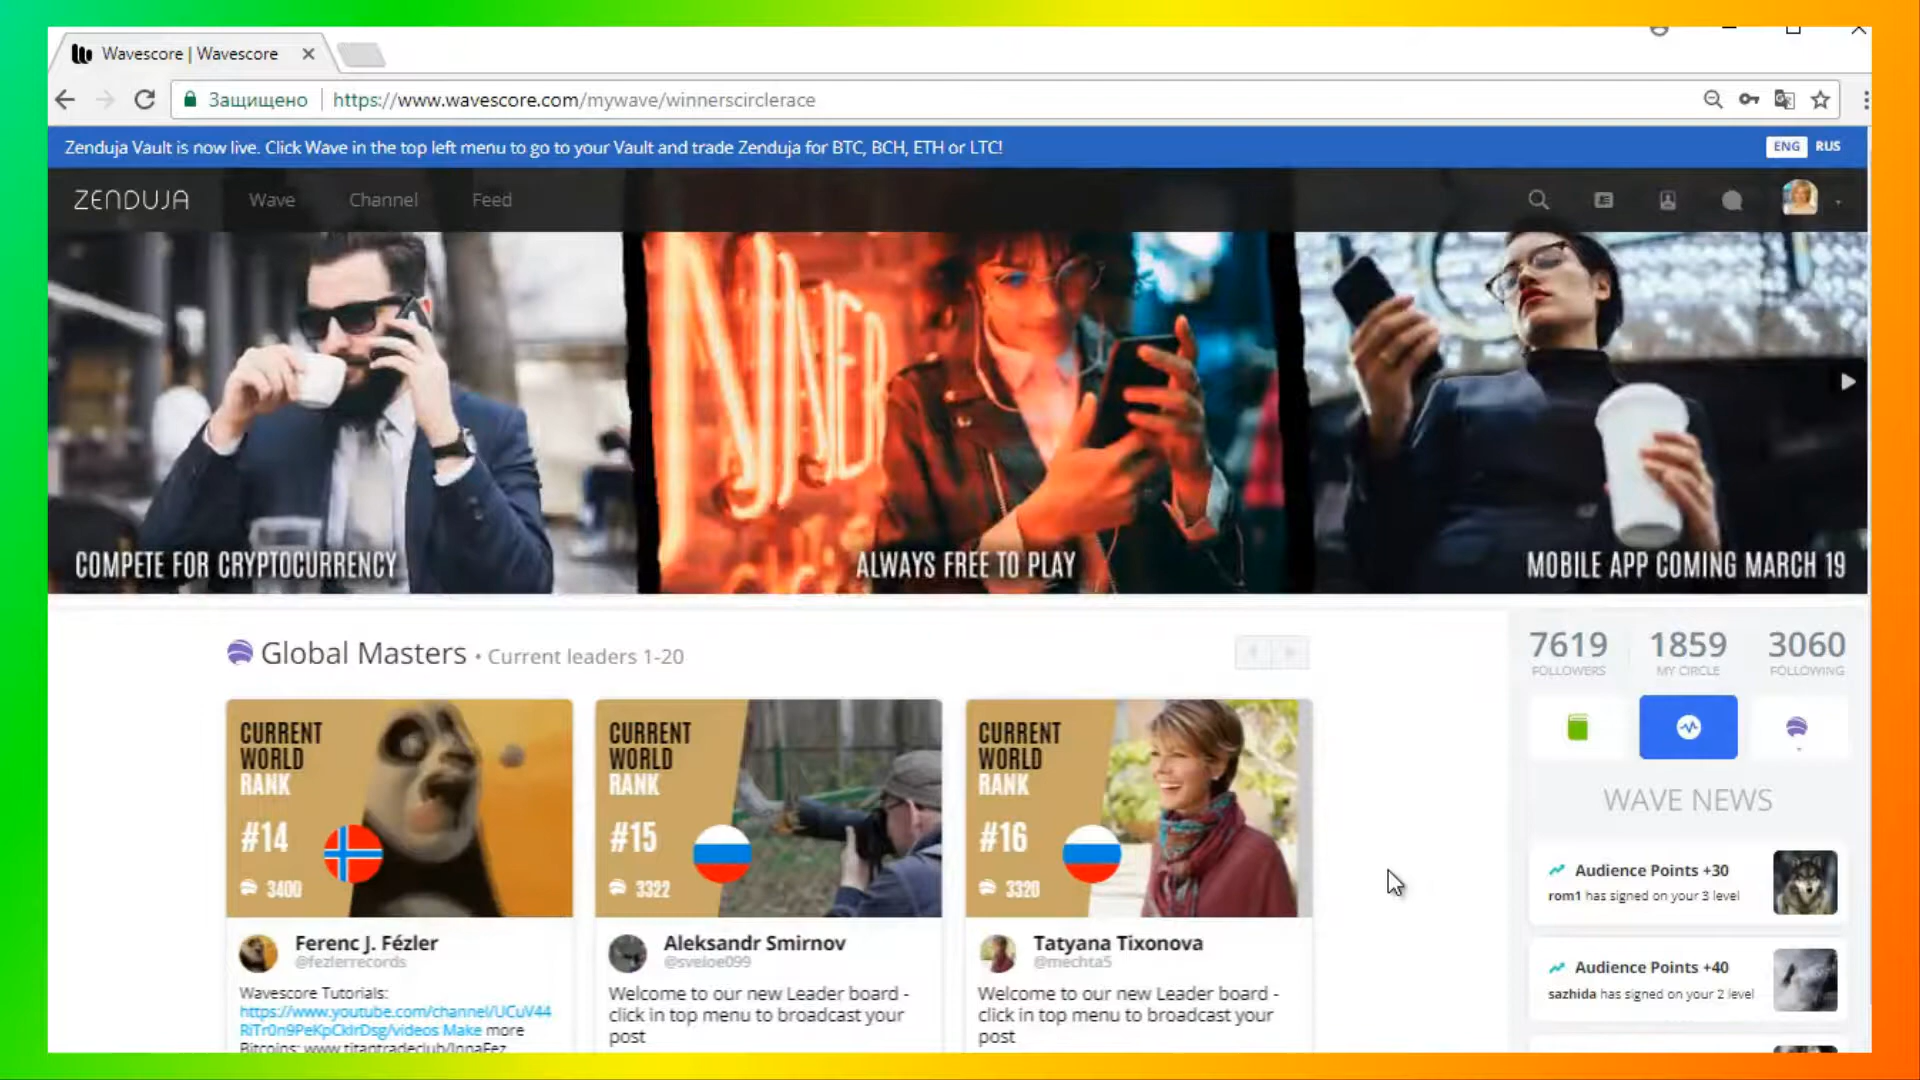 Wavescore | Wavescore
Защищено
https://www.wavescore.com/mywave/winnerscirclerace
Zenduja Vault is now live. Click Wave in the top left menu to go to your Vault and trade Zenduja for BTC, BCH, ETH or LTC!
ENG RUS
ZENDUJA
Wave
Channel
Feed
COMPETE FOR CRYPTOCURRENCY
ALWAYS FREE TO PLAY
MOBILE APP COMING MARCH 19
Global Masters • Current leaders 1-20
CURRENT
WORLD
RANK
#14
3400
Ferenc J. Fézler
@fezlerrecords
Wavescore Tutorials:
https://www.youtube.com/channel/UCuV44
RiTr0n9PeKpCkIrDsg/videos Make more
Bitcoins: www.titantradeclub/InnaFez
CURRENT
WORLD
RANK
#15
3322
Aleksandr Smirnov
@sveloe099
Welcome to our new Leader board -
click in top menu to broadcast your
post
CURRENT
WORLD
RANK
#16
3320
Tatyana Tixonova
@mechta5
Welcome to our new Leader board -
click in top menu to broadcast your
post
7619
FOLLOWERS
1859
MY CIRCLE
3060
FOLLOWING
WAVE NEWS
Audience Points +30
rom1 has signed on your 3 level
Audience Points +40
sazhida has signed on your 2 level